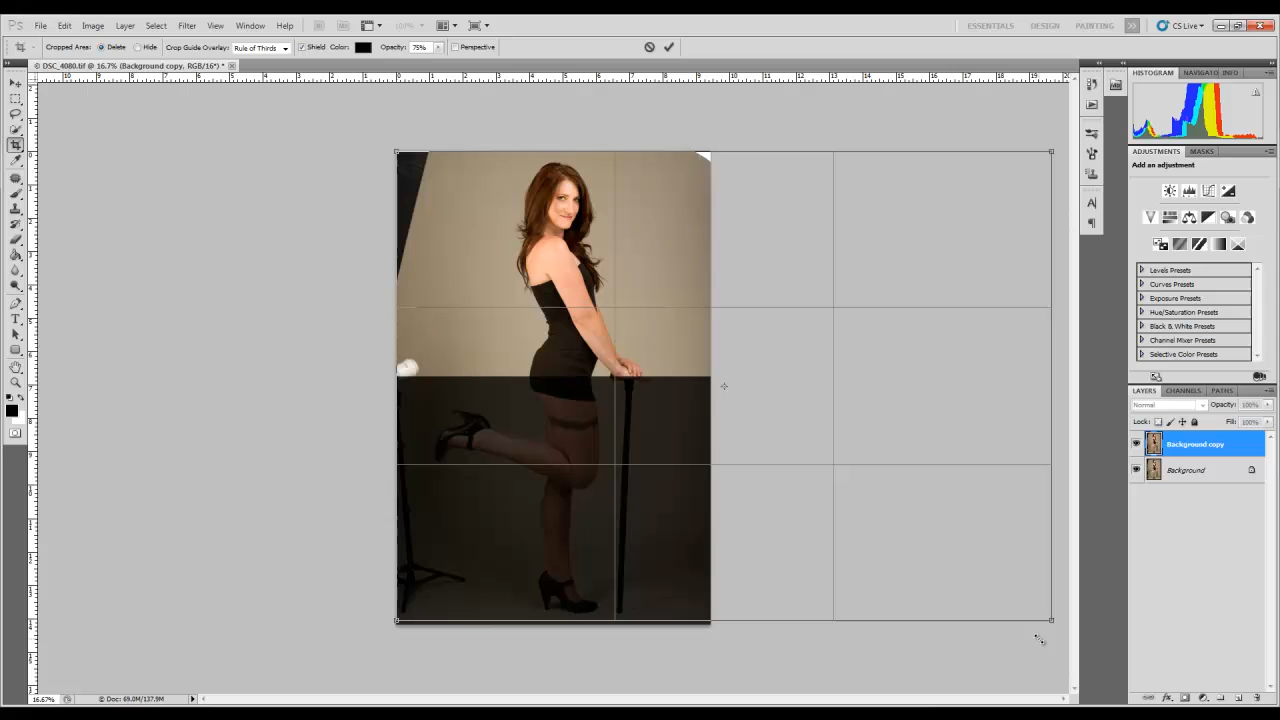 Ps File Edit Image Layer Select Filter View Window Help 100% ESSENTIALS DESIGN PAINTING CS Live
Cropped Area: Delete Hide Crop Guide Overlay: Rule of Thirds Shield Color: Opacity: 75% Perspective
DSC_4080.tif @ 16.7% (Background copy, RGB/16*) *
HISTOGRAM NAVIGATO INFO
ADJUSTMENTS MASKS
Add an adjustment
Levels Presets
Curves Presets
Exposure Presets
Hue/Saturation Presets
Black & White Presets
Channel Mixer Presets
Selective Color Presets
LAYERS CHANNELS PATHS
Normal Opacity: 100%
Lock: Fill: 100%
Background copy
Background
16.67% Doc: 69.0M/137.9M